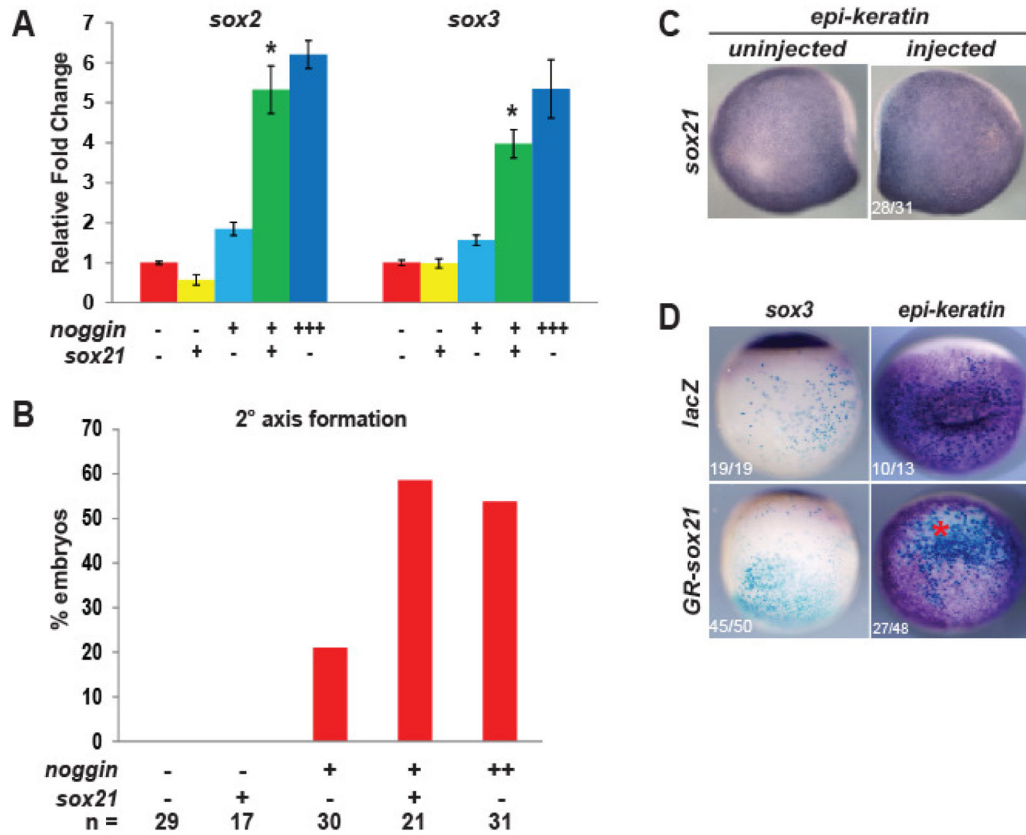 A
sox2 sox3
7
6
5
4
3
2
1
0
Relative Fold Change
* *
noggin - - + + +++ - - + + +++
sox21 - + - + - - + - + -
B
2° axis formation
70
60
50
40
30
20
10
0
% embryos
noggin - - + + ++
sox21 - + - + -
n = 29 17 30 21 31
C
epi-keratin
uninjected injected
sox21
28/31
D
sox3 epi-keratin
lacZ
19/19 10/13
GR-sox21
*
45/50 27/48